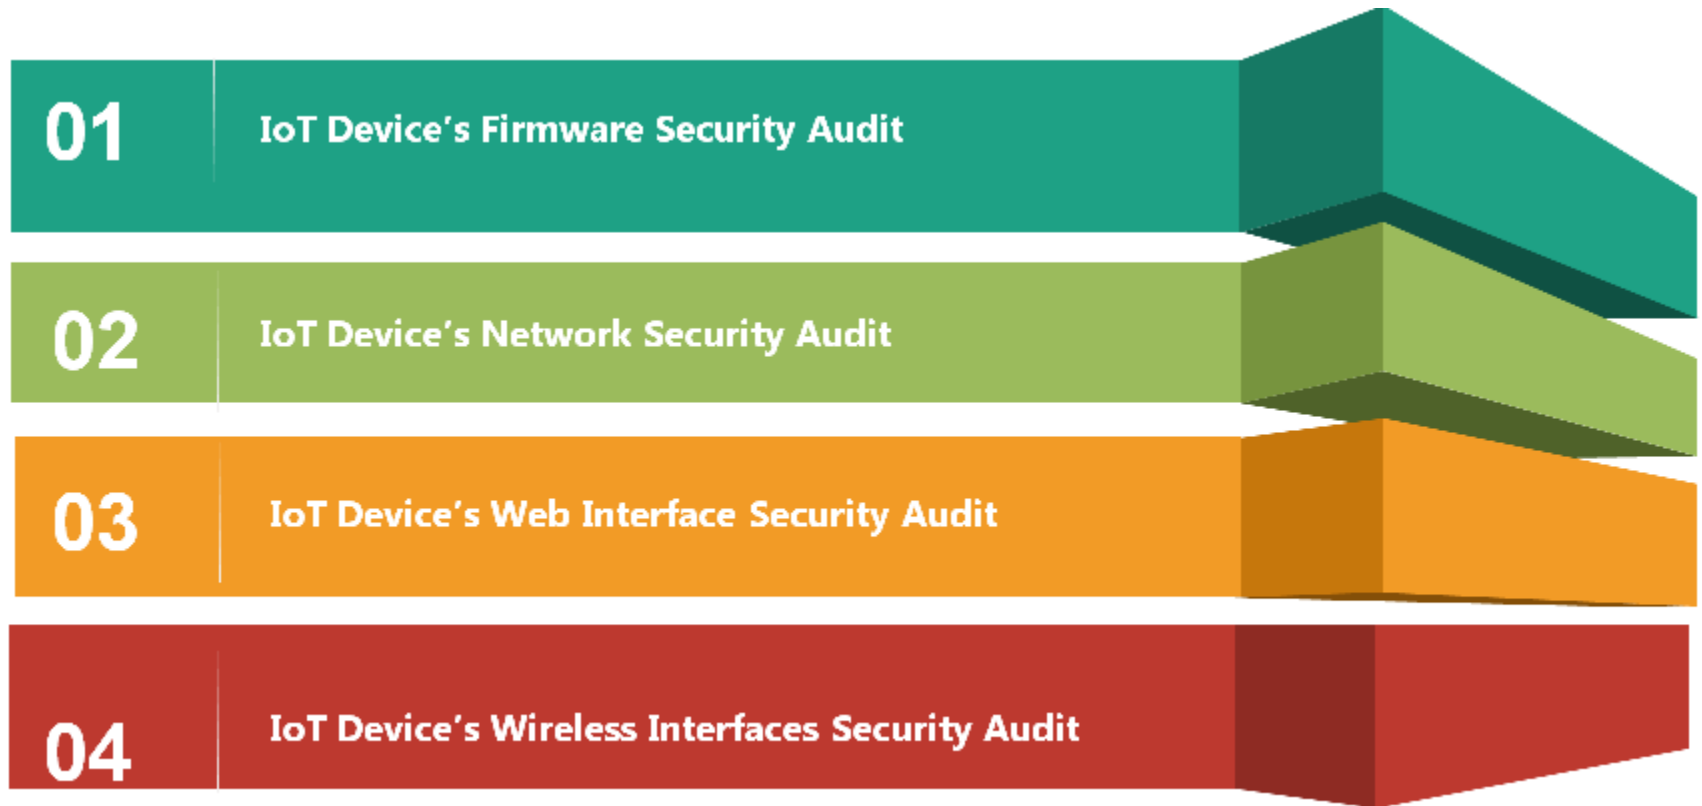 01
IoT Device’s Firmware Security Audit
02
IoT Device’s Network Security Audit
03
IoT Device’s Web Interface Security Audit
04
IoT Device’s Wireless Interfaces Security Audit